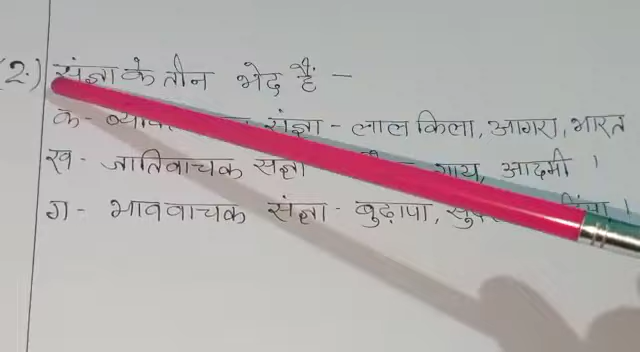 (2.) संज्ञा के तीन भेद हैं -
क - संज्ञा - लाल किला, आगरा, भारत
ख - जातिवाचक संज्ञा गाय, आदमी ।
ग - भाववाचक संज्ञा - बुढ़ापा,